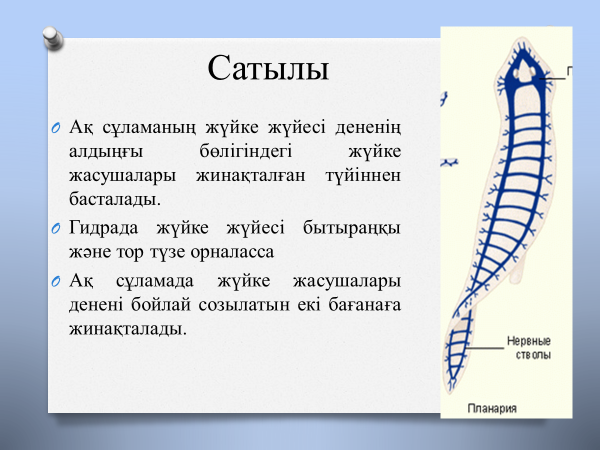 Сатылы
Ақ сұламаның жүйке жүйесі дененің
алдыңғы бөлігіндегі жүйке
жасушалары жинақталған түйіннен
басталады.
Гидрада жүйке жүйесі бытыраңқы
және тор түзе орналасса
Ақ сұламада жүйке жасушалары
денені бойлай созылатын екі бағанаға
жинақталады.
Нервные
стволы
Планария